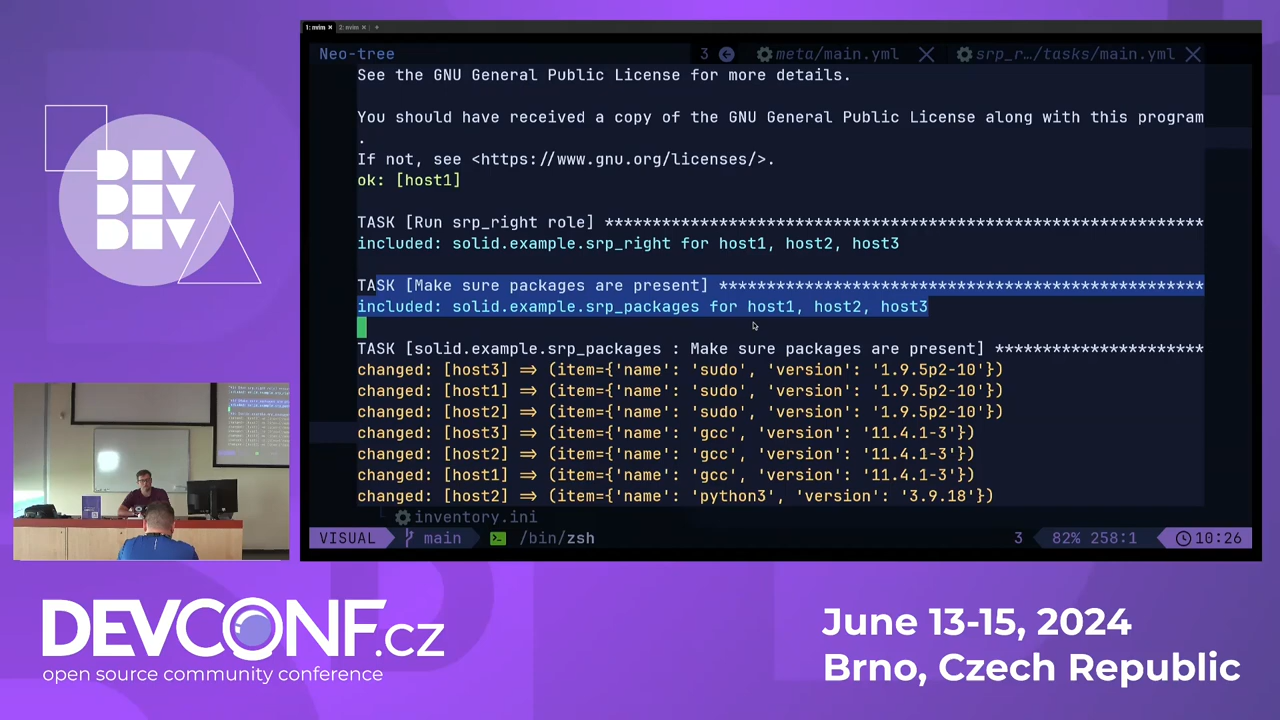 1: nvim × 2: nvim × +
Neo-tree 3 meta/main.yml srp_r…/tasks/main.yml
See the GNU General Public License for more details.
You should have received a copy of the GNU General Public License along with this program
.
If not, see <https://www.gnu.org/licenses/>.
ok: [host1]
TASK [Run srp_right role] ***************************************************************
included: solid.example.srp_right for host1, host2, host3
TASK [Make sure packages are present] ***************************************************
included: solid.example.srp_packages for host1, host2, host3
TASK [solid.example.srp_packages : Make sure packages are present] **********************
changed: [host3] => (item={'name': 'sudo', 'version': '1.9.5p2-10'})
changed: [host1] => (item={'name': 'sudo', 'version': '1.9.5p2-10'})
changed: [host2] => (item={'name': 'sudo', 'version': '1.9.5p2-10'})
changed: [host3] => (item={'name': 'gcc', 'version': '11.4.1-3'})
changed: [host2] => (item={'name': 'gcc', 'version': '11.4.1-3'})
changed: [host1] => (item={'name': 'gcc', 'version': '11.4.1-3'})
changed: [host2] => (item={'name': 'python3', 'version': '3.9.18'})
inventory.ini
VISUAL main /bin/zsh 3 82% 258:1 10:26
DEV
DEV
DEV
DEVCONF.cz
open source community conference
June 13-15, 2024
Brno, Czech Republic